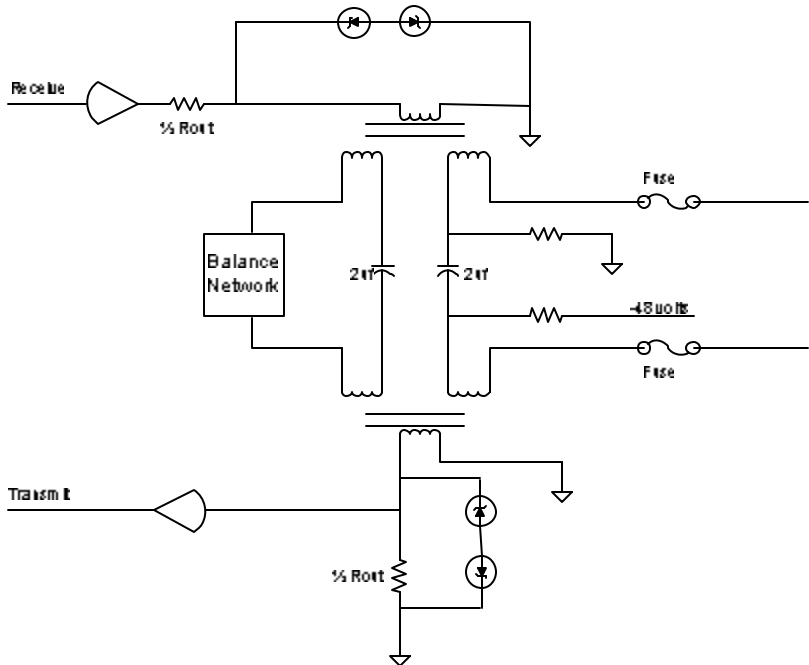 Receive
½ Rout
Fuse
Balance
Network
2uf
2uf
-48 volts
Fuse
Transmit
½ Rout